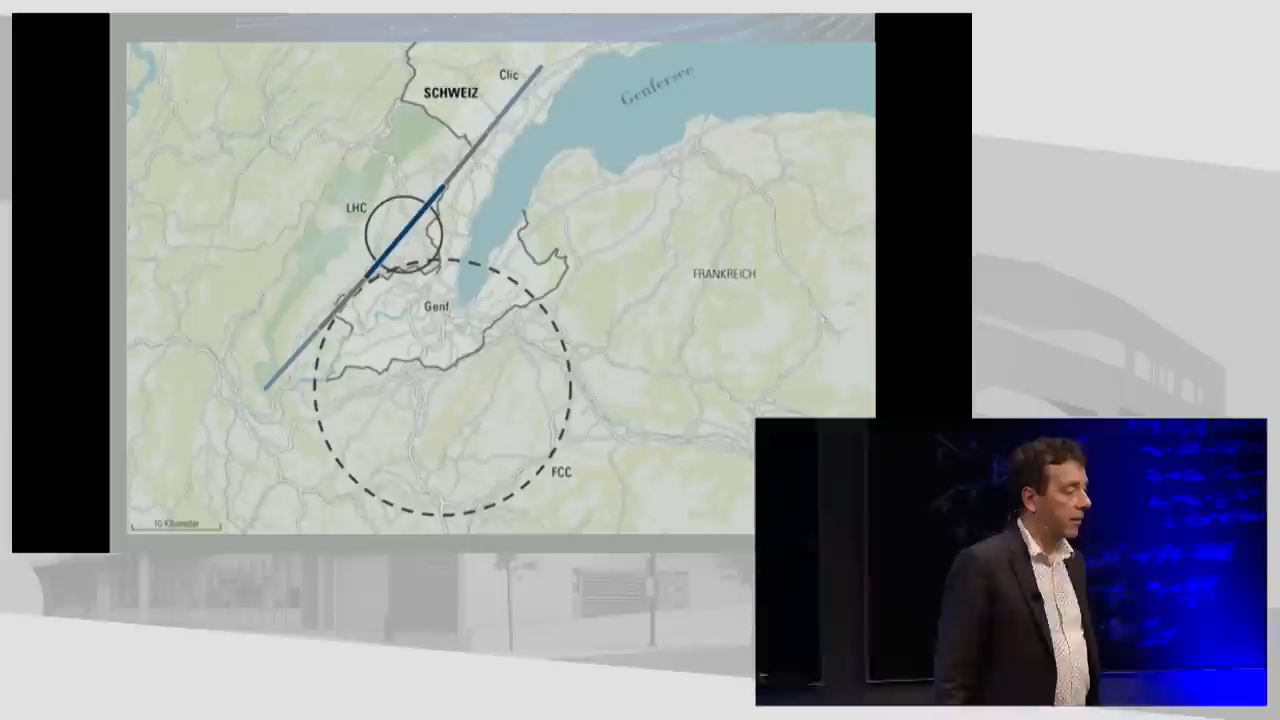 Clic
SCHWEIZ
Genfersee
LHC
FRANKREICH
Genf
FCC
10 Kilometer